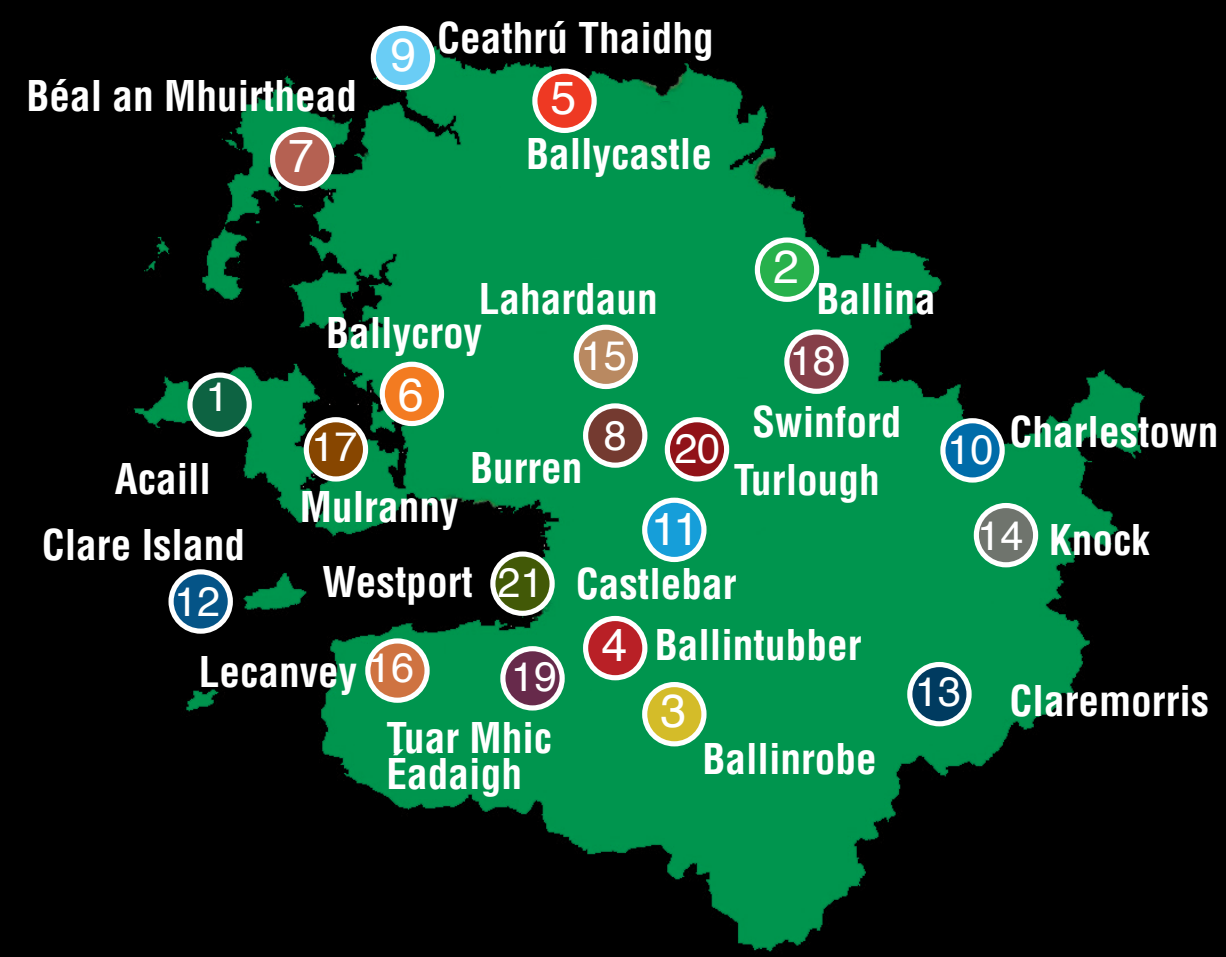 9 Ceathrú Thaidhg
Béal an Mhuirthead
7
5
Ballycastle
2
Ballina
Lahardaun
15
Ballycroy
6
18
Swinford
1
Acaill
17
Mulranny
8
Burren
20
Turlough
10 Charlestown
11
Castlebar
14 Knock
Clare Island
12
Westport 21
4 Ballintubber
Lecanvey 16
19
Tuar Mhic
Éadaigh
3
Ballinrobe
13 Claremorris